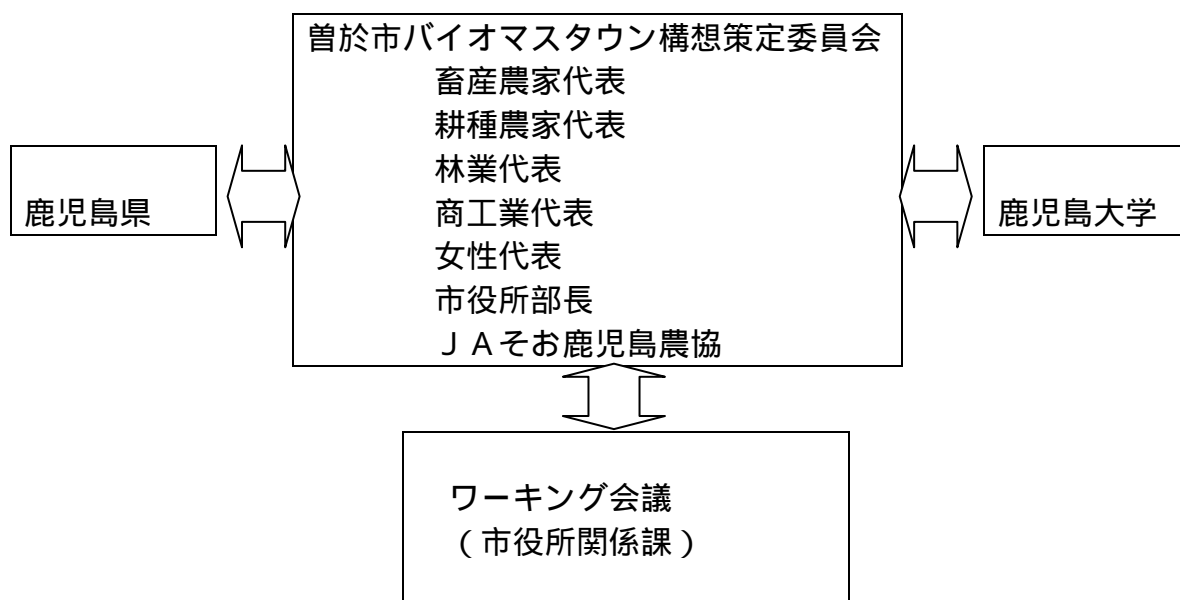 曽於市バイオマスタウン構想策定委員会
畜産農家代表
耕種農家代表
林業代表
商工業代表
女性代表
市役所部長
ＪＡそお鹿児島農協
鹿児島県
鹿児島大学
ワーキング会議
（市役所関係課）